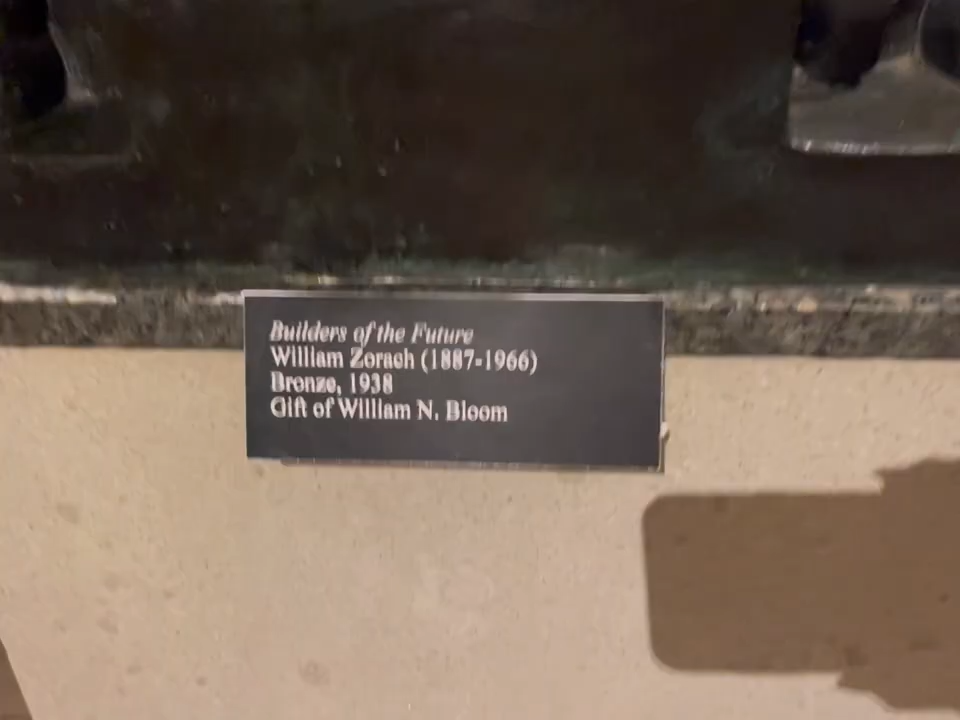 Builders of the Future
William Zorach (1887-1966)
Bronze, 1938
Gift of William N. Bloom